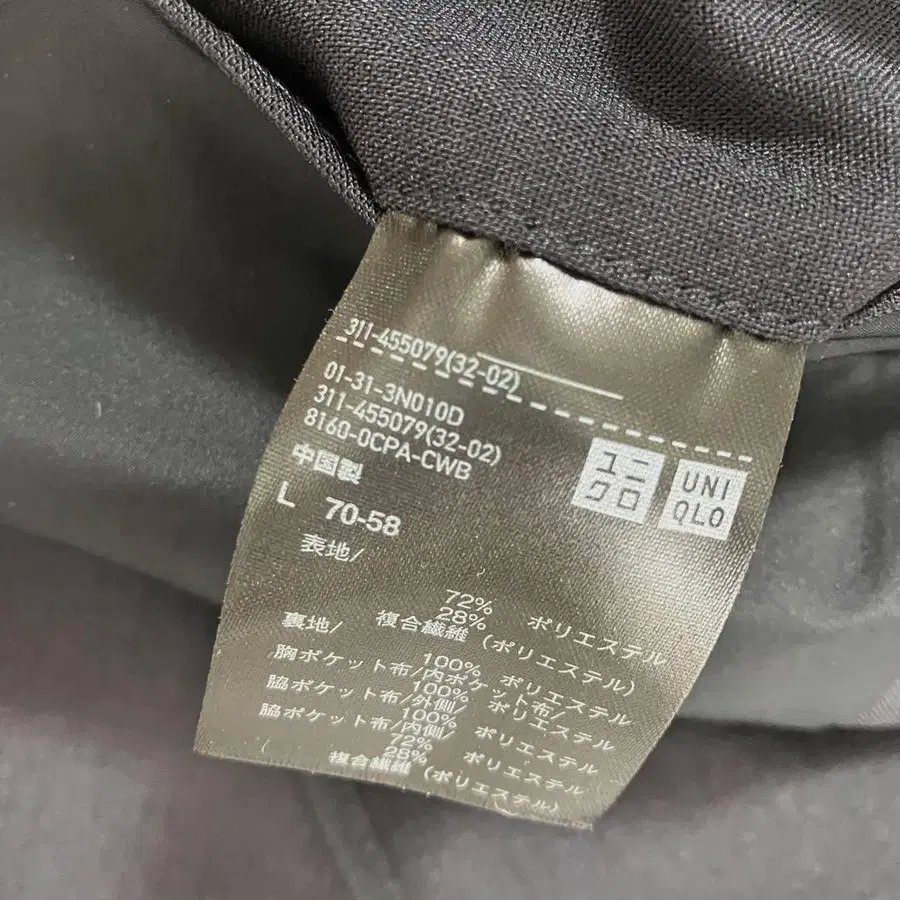 311-455079(32-02)
01-31-3N010D
311-455079(32-02)
8160-0CPA-CWB
中国製
L 70-58
ユニ
クロ
UNI
QLO
表地/
72% ポリエステル
28% 複合繊維(ポリエステル)
裏地/
100% ポリエステル
胸ポケット布/内ポケット布/
100% ポリエステル
脇ポケット布/外側/
100% ポリエステル
脇ポケット布/内側/
72% ポリエステル
28% 複合繊維(ポリエステル)